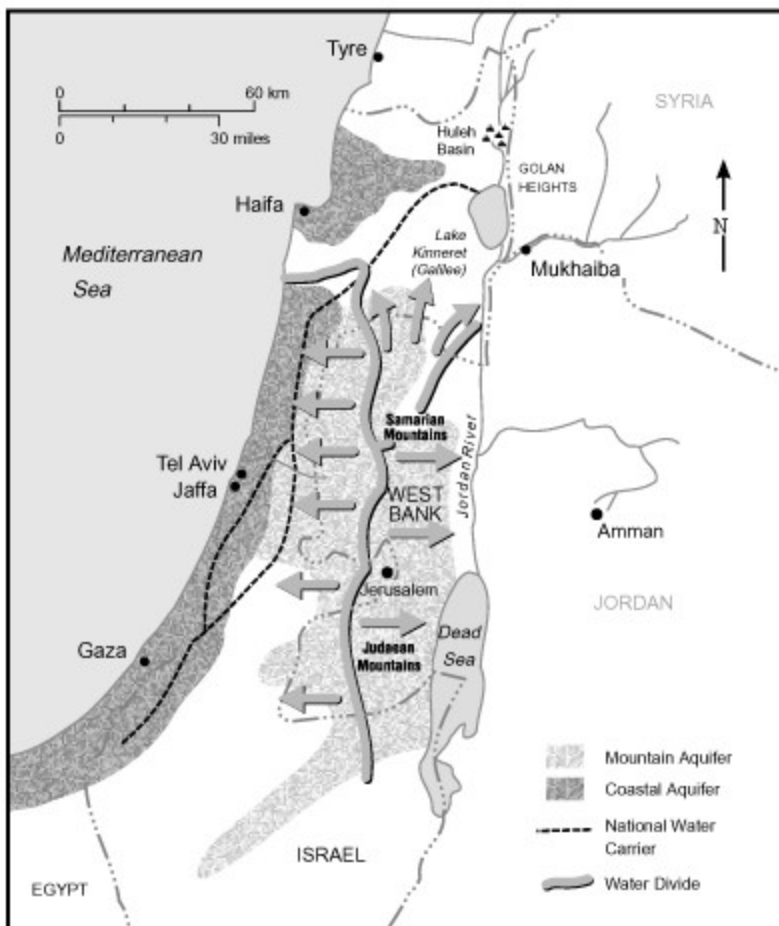 Tyre
0 60 km
0 30 miles
SYRIA
Huleh
Basin
GOLAN
HEIGHTS
N
Haifa
Lake
Kinneret
(Galilee)
Mediterranean
Sea
Mukhaiba
Samarian
Mountains
Jordan River
Tel Aviv
Jaffa
WEST
BANK
Amman
Jerusalem
JORDAN
Gaza
Dead
Sea
Judaean
Mountains
Mountain Aquifer
Coastal Aquifer
National Water
Carrier
Water Divide
ISRAEL
EGYPT